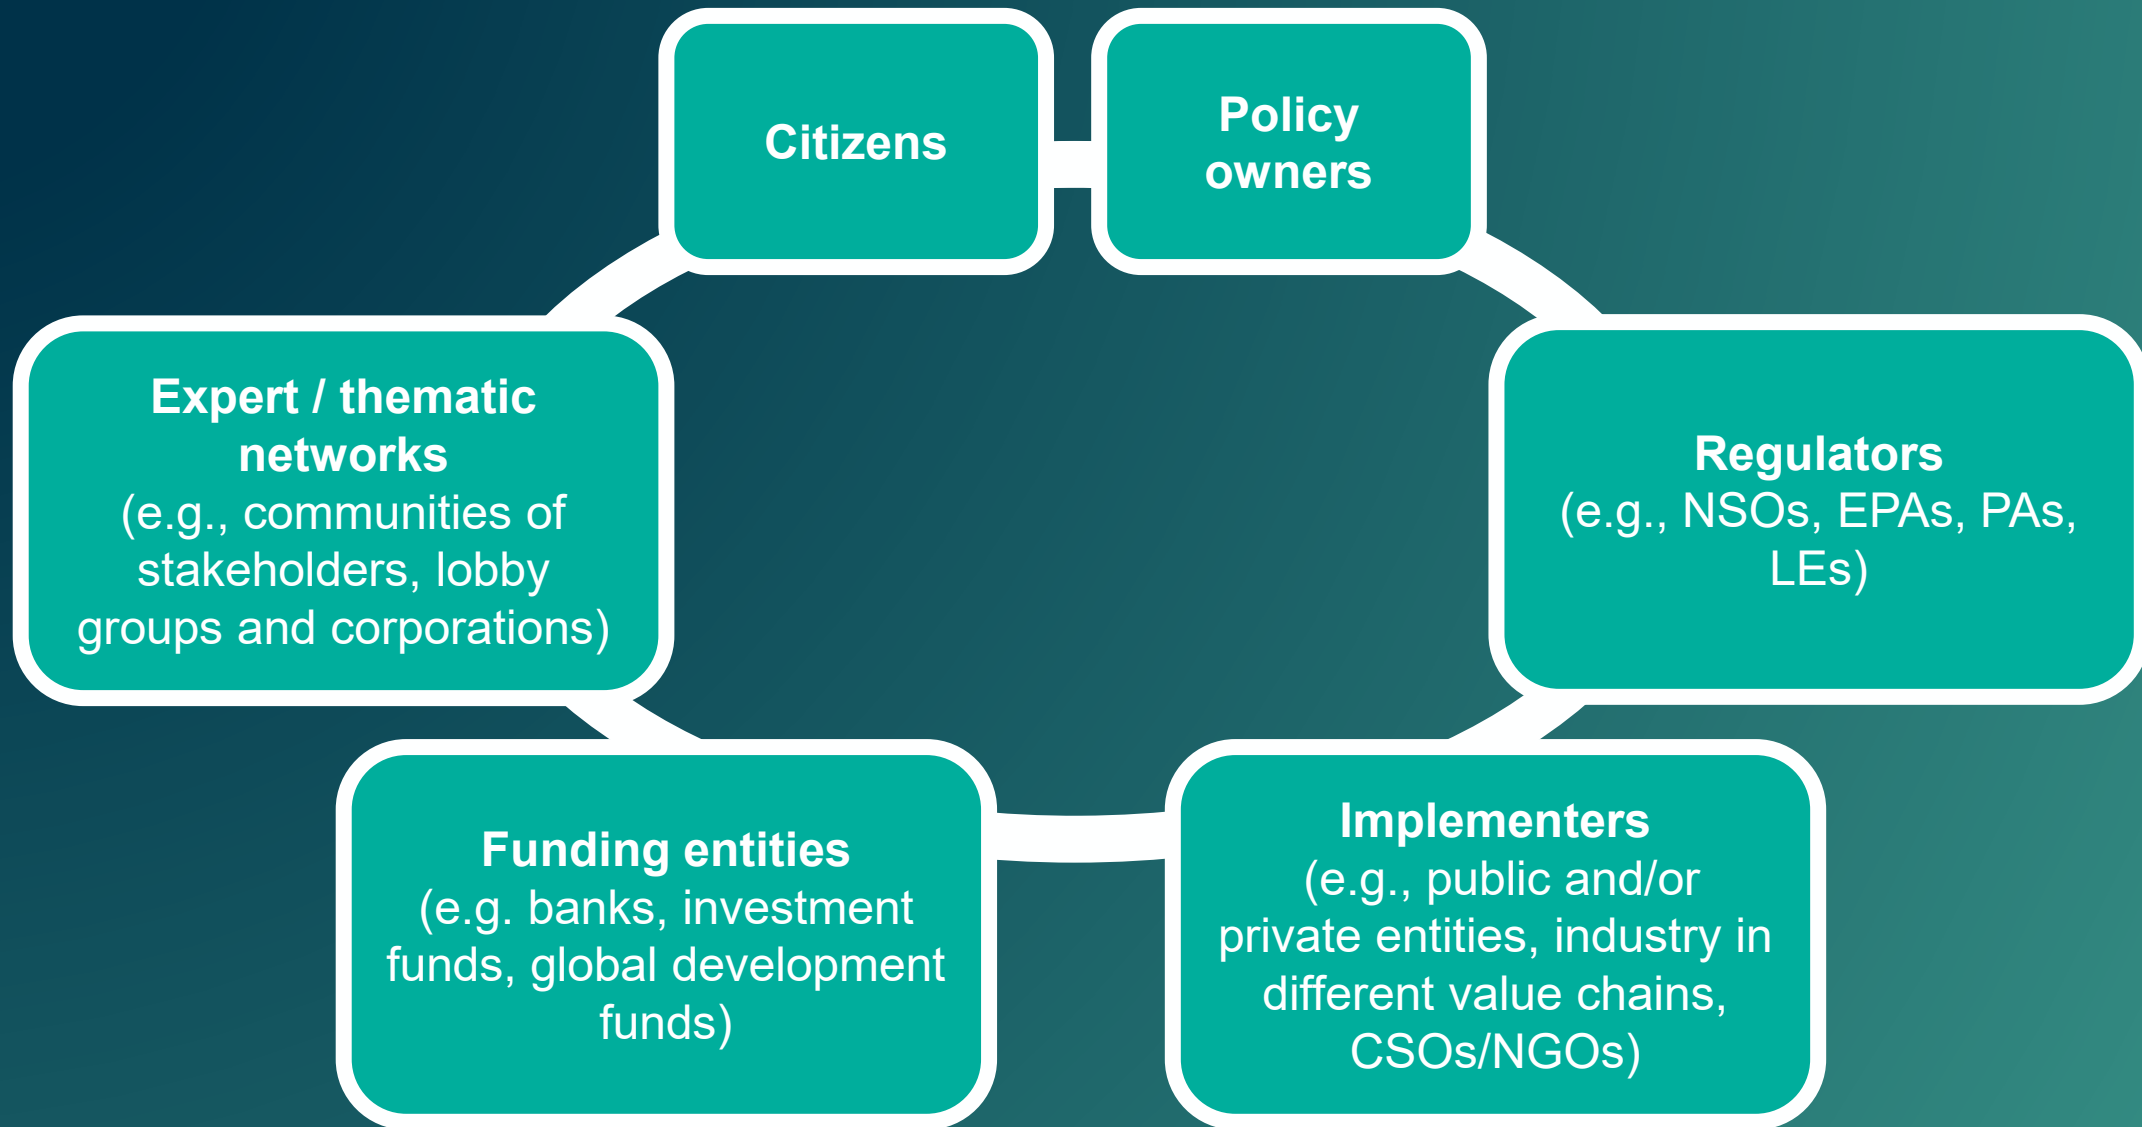 Citizens
Policy
owners
Expert / thematic
networks
(e.g., communities of
stakeholders, lobby
groups and corporations)
Regulators
(e.g., NSOs, EPAs, PAs,
LEs)
Funding entities
(e.g. banks, investment
funds, global development
funds)
Implementers
(e.g., public and/or
private entities, industry in
different value chains,
CSOs/NGOs)